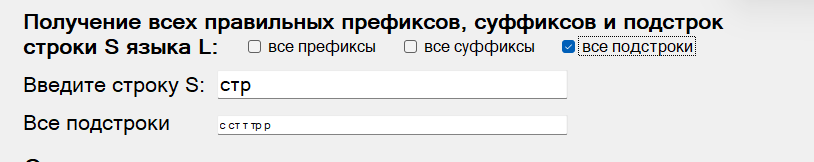 Получение всех правильных префиксов, суффиксов и подстрок
строки S языка L: все префиксы все суффиксы все подстроки
Введите строку S: стр
Все подстроки с ст т тр р